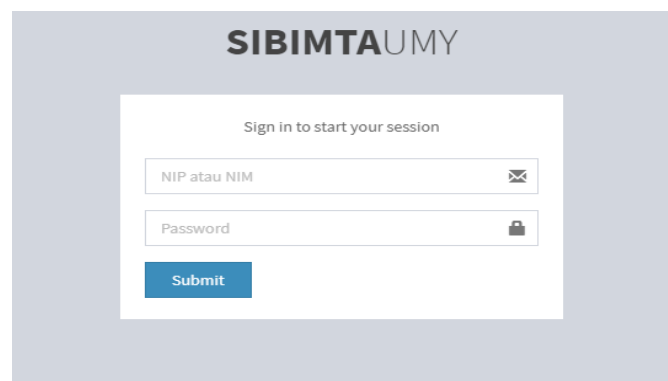 SIBIMTAUMY
Sign in to start your session
NIP atau NIM
Password
Submit